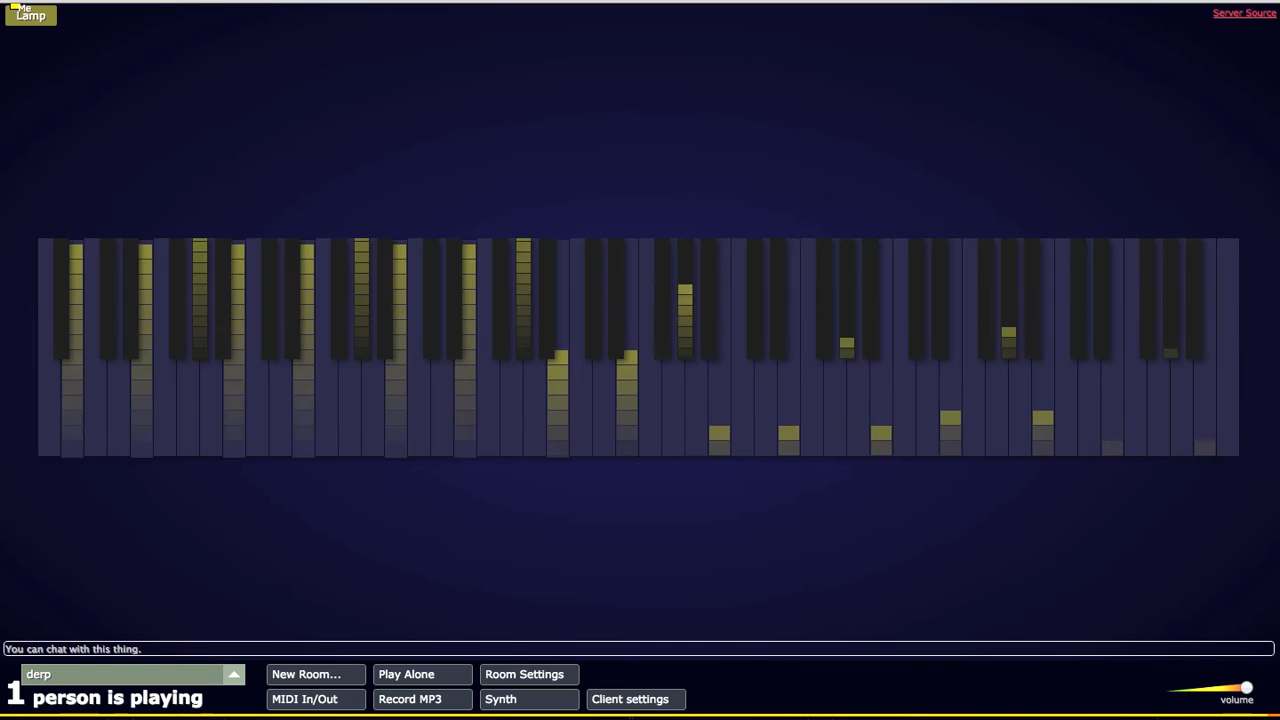 Me
Lamp
Server Source
You can chat with this thing.
derp
New Room...
Play Alone
Room Settings
1 person is playing
MIDI In/Out
Record MP3
Synth
Client settings
volume